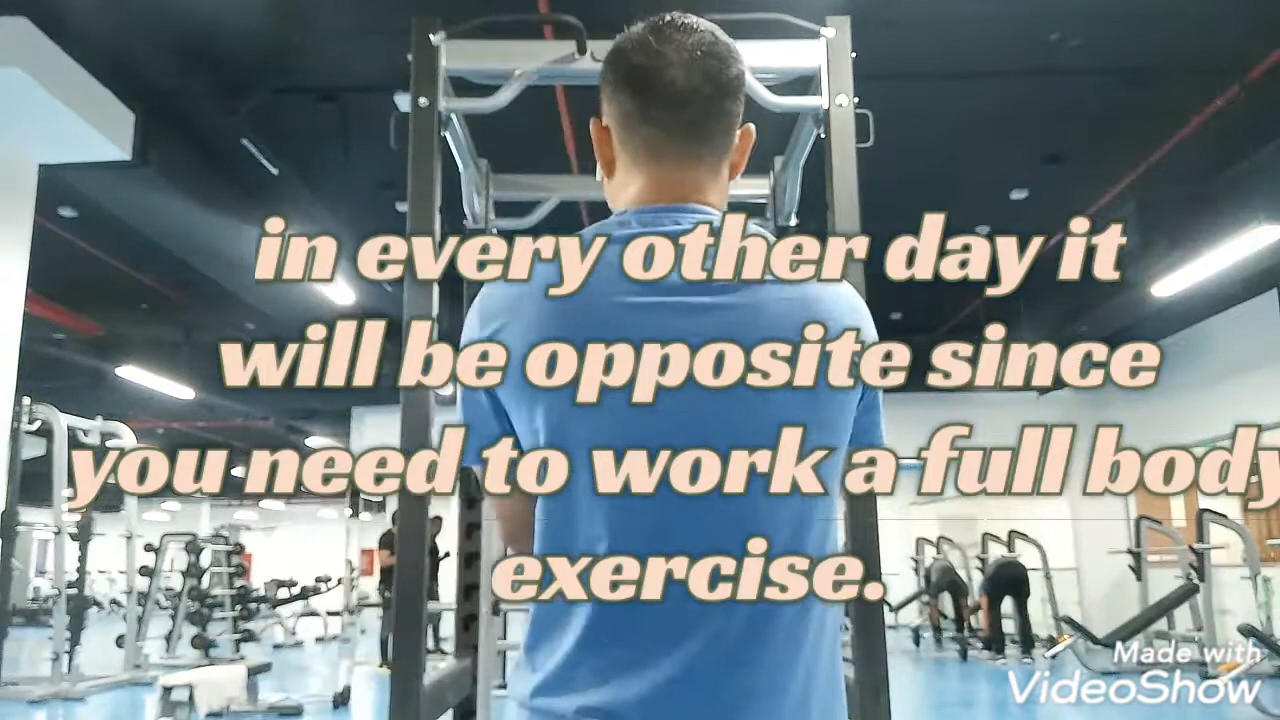 in every other day it
will be opposite since
you need to work a full body
exercise.
Made with
VideoShow